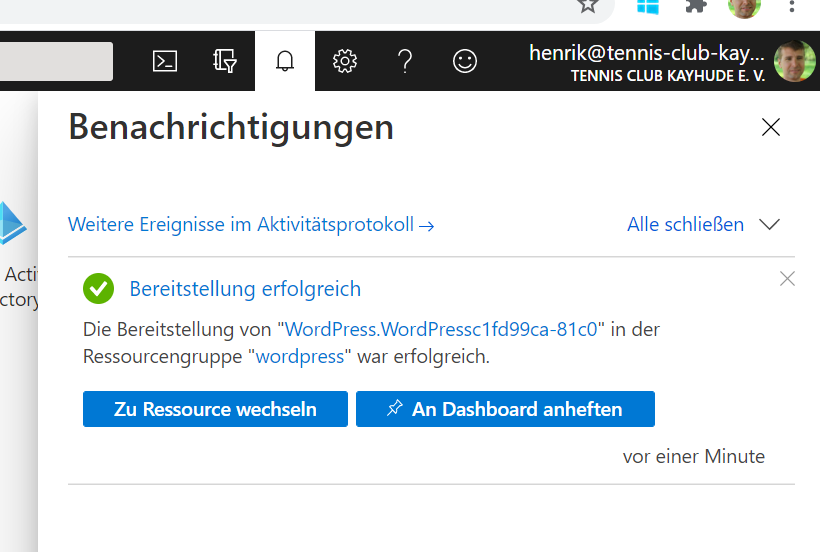 henrik@tennis-club-kay...
TENNIS CLUB KAYHUDE E. V.
Benachrichtigungen
Weitere Ereignisse im Aktivitätsprotokoll →
Alle schließen
Acti
ctory
Bereitstellung erfolgreich
Die Bereitstellung von "WordPress.WordPressc1fd99ca-81c0" in der
Ressourcengruppe "wordpress" war erfolgreich.
Zu Ressource wechseln
An Dashboard anheften
vor einer Minute